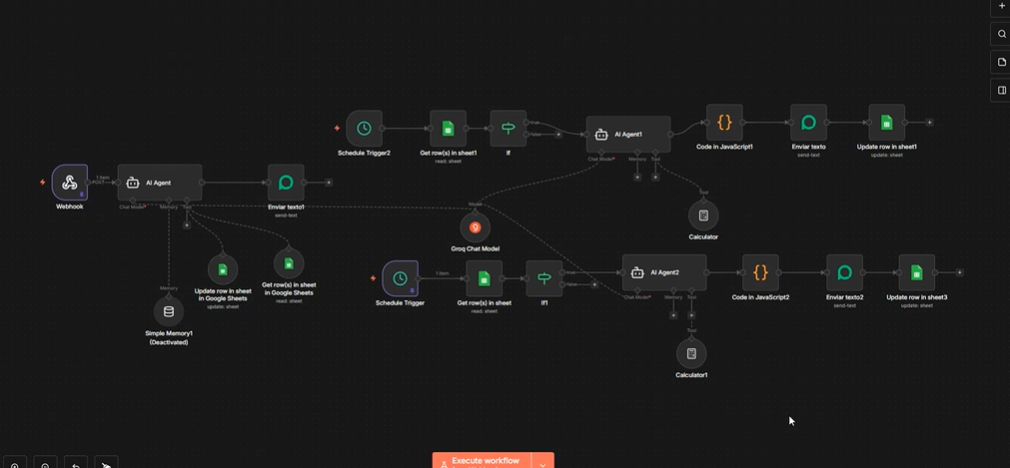 Schedule Trigger2
Get row(s) in sheet1
read: sheet
If
true
false
AI Agent1
Chat Model*
Memory
Tool
Code in JavaScript1
Enviar texto
send-text
Update row in sheet1
update: sheet
Webhook
1 item
POST
AI Agent
Chat Model*
Memory
Tool
Enviar texto1
send-text
Model
Groq Chat Model
Tool
Calculator
Update row in sheet
in Google Sheets
update: sheet
Get row(s) in sheet
in Google Sheets
read: sheet
Memory
Simple Memory1
(Deactivated)
Schedule Trigger
1 item
Get row(s) in sheet
read: sheet
If1
true
false
AI Agent2
Chat Model*
Memory
Tool
Code in JavaScript2
Enviar texto2
send-text
Update row in sheet3
update: sheet
Tool
Calculator1
Execute workflow